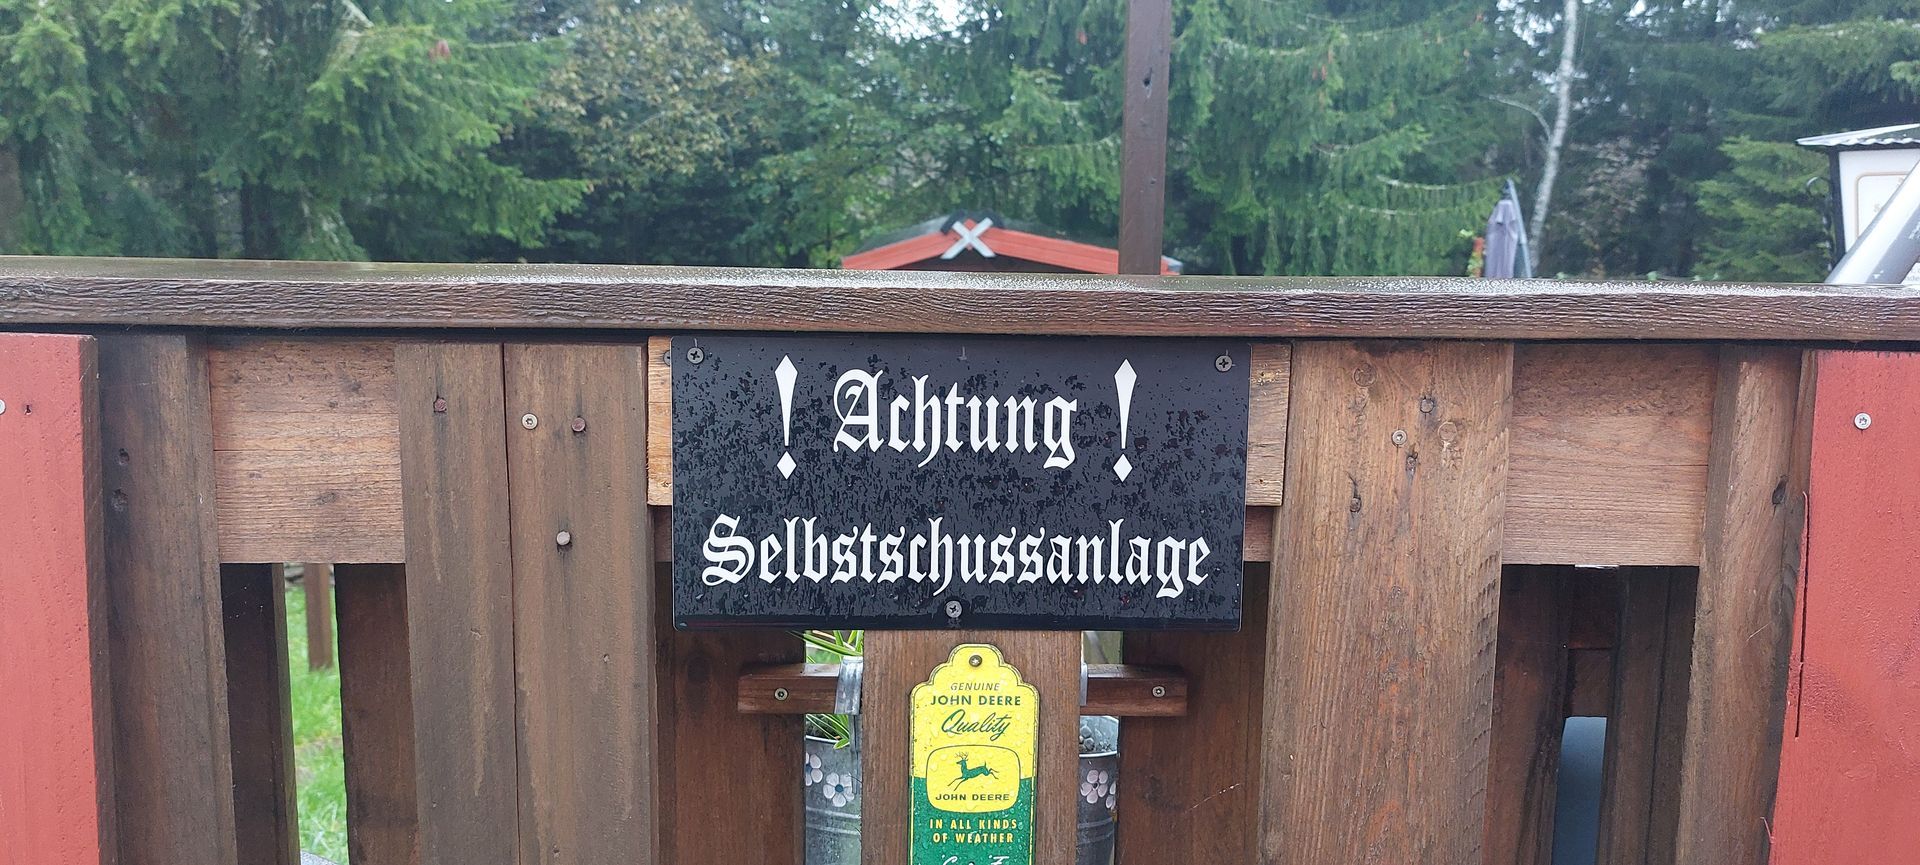 ! Achtung !
Selbstschussanlage
GENUINE
JOHN DEERE
Quality
JOHN DEERE
IN ALL KINDS
OF WEATHER